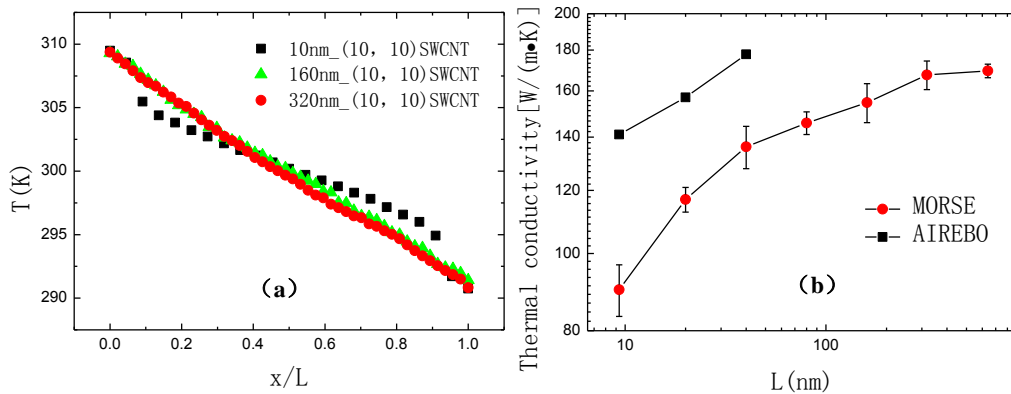 310
305
300
295
290
T(K)
0.0
0.2
0.4
0.6
0.8
1.0
x/L
10nm_(10, 10)SWCNT
160nm_(10, 10)SWCNT
320nm_(10, 10)SWCNT
(a)
200
180
160
140
120
100
80
Thermal conductivity[W/(m•K)]
10
100
L(nm)
MORSE
AIREBO
(b)